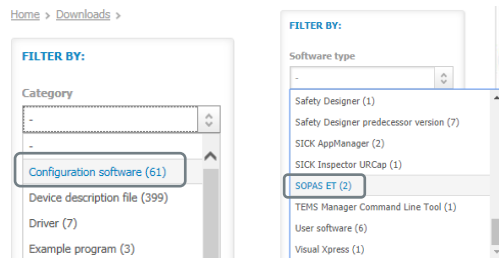 Home > Downloads >
FILTER BY:
Category
-
-
Configuration software (61)
Device description file (399)
Driver (7)
Example program (3)
FILTER BY:
Software type
-
Safety Designer (1)
Safety Designer predecessor version (7)
SICK AppManager (2)
SICK Inspector URCap (1)
SOPAS ET (2)
TEMS Manager Command Line Tool (1)
User software (6)
Visual Xpress (1)